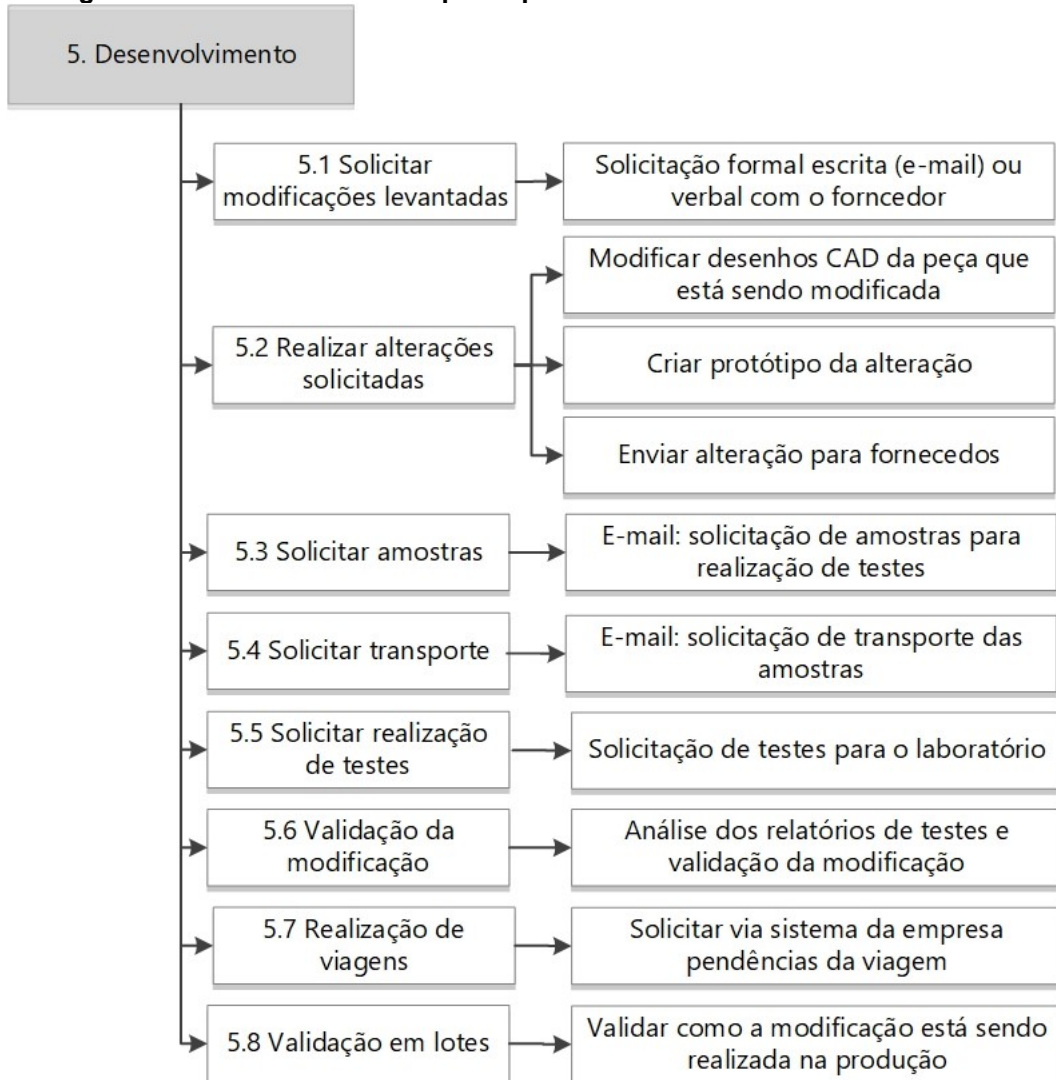 5. Desenvolvimento
5.1 Solicitar
modificações levantadas
Solicitação formal escrita (e-mail) ou
verbal com o forncedor
5.2 Realizar alterações
solicitadas
Modificar desenhos CAD da peça que
está sendo modificada
Criar protótipo da alteração
Enviar alteração para fornecedos
5.3 Solicitar amostras
E-mail: solicitação de amostras para
realização de testes
5.4 Solicitar transporte
E-mail: solicitação de transporte das
amostras
5.5 Solicitar realização
de testes
Solicitação de testes para o laboratório
5.6 Validação da
modificação
Análise dos relatórios de testes e
validação da modificação
5.7 Realização de
viagens
Solicitar via sistema da empresa
pendências da viagem
5.8 Validação em lotes
Validar como a modificação está sendo
realizada na produção